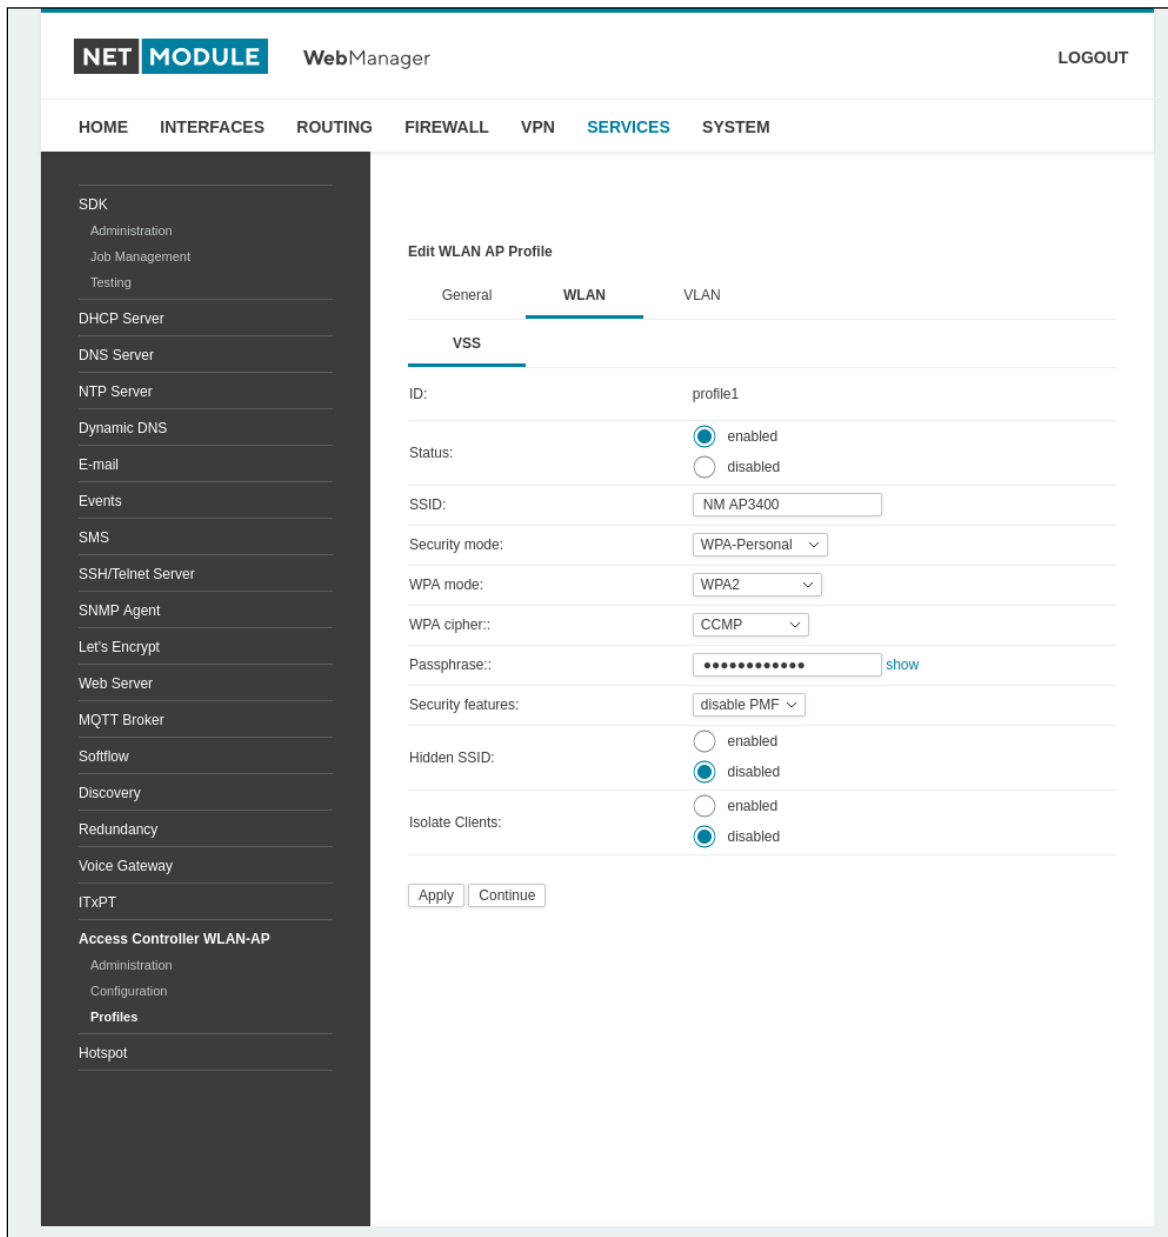 NET MODULE WebManager LOGOUT
HOME INTERFACES ROUTING FIREWALL VPN SERVICES SYSTEM
SDK
Administration
Job Management
Testing
DHCP Server
DNS Server
NTP Server
Dynamic DNS
E-mail
Events
SMS
SSH/Telnet Server
SNMP Agent
Let's Encrypt
Web Server
MQTT Broker
Softflow
Discovery
Redundancy
Voice Gateway
ITxPT
Access Controller WLAN-AP
Administration
Configuration
Profiles
Hotspot
Edit WLAN AP Profile
General WLAN VLAN
VSS
ID: profile1
Status: enabled
disabled
SSID: NM AP3400
Security mode: WPA-Personal
WPA mode: WPA2
WPA cipher:: CCMP
Passphrase:: ●●●●●●●●●●●● show
Security features: disable PMF
Hidden SSID: enabled
disabled
Isolate Clients: enabled
disabled
Apply Continue